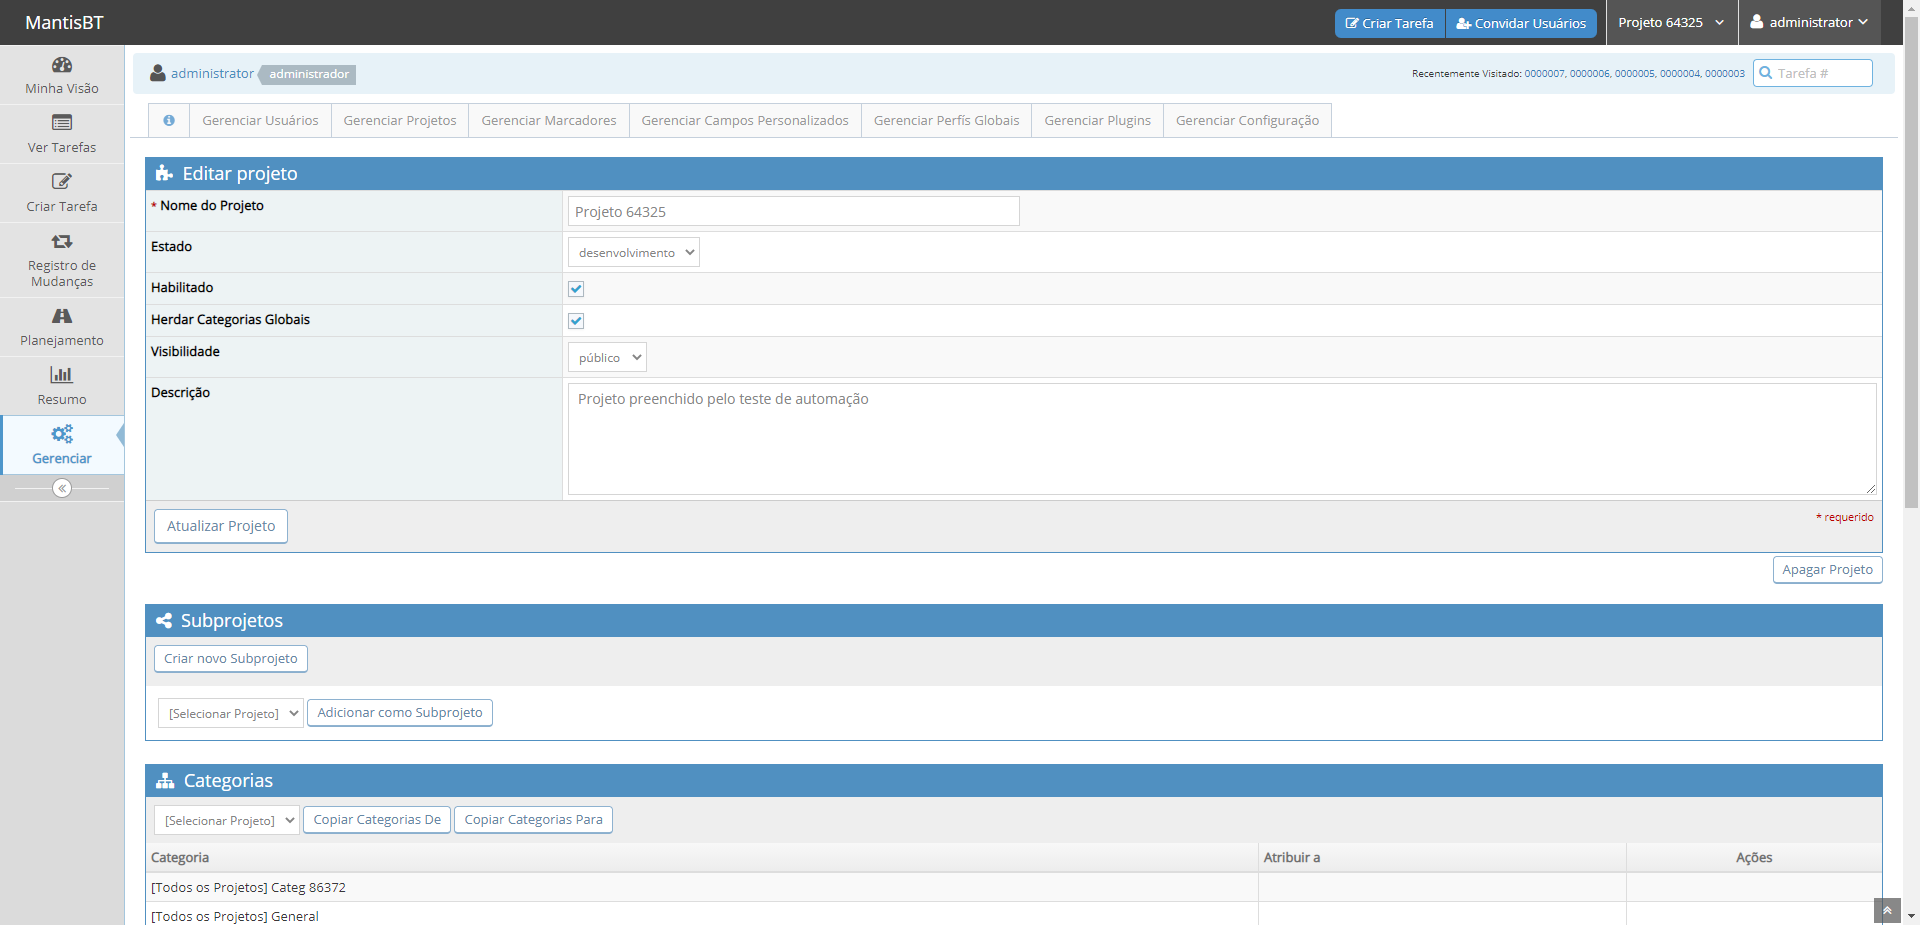 MantisBT
Criar Tarefa
Convidar Usuários
Projeto 64325
administrator
Minha Visão
Ver Tarefas
Criar Tarefa
Registro de
Mudanças
Planejamento
Resumo
Gerenciar
administrator
administrador
Recentemente Visitado: 0000007, 0000006, 0000005, 0000004, 0000003
Tarefa #
Gerenciar Usuários
Gerenciar Projetos
Gerenciar Marcadores
Gerenciar Campos Personalizados
Gerenciar Perfís Globais
Gerenciar Plugins
Gerenciar Configuração
Editar projeto
* Nome do Projeto
Projeto 64325
Estado
desenvolvimento
Habilitado
Herdar Categorias Globais
Visibilidade
público
Descrição
Projeto preenchido pelo teste de automação
Atualizar Projeto
* requerido
Apagar Projeto
Subprojetos
Criar novo Subprojeto
[Selecionar Projeto]
Adicionar como Subprojeto
Categorias
[Selecionar Projeto]
Copiar Categorias De
Copiar Categorias Para
Categoria
Atribuir a
Ações
[Todos os Projetos] Categ 86372
[Todos os Projetos] General